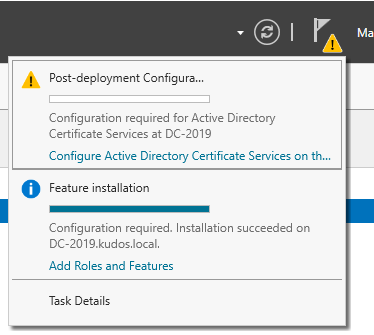 Ma
Post-deployment Configura...
Configuration required for Active Directory
Certificate Services at DC-2019
Configure Active Directory Certificate Services on th...
Feature installation
Configuration required. Installation succeeded on
DC-2019.kudos.local.
Add Roles and Features
Task Details